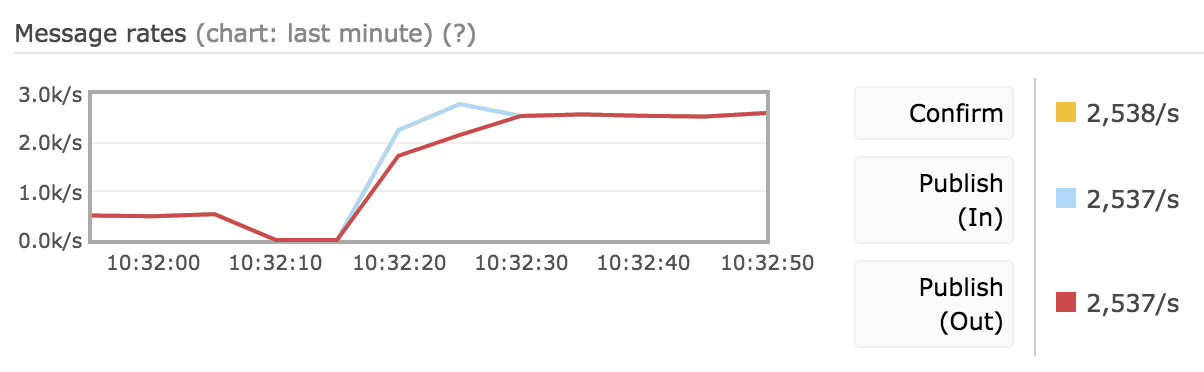 Message rates (chart: last minute) (?)
3.0k/s
2.0k/s
1.0k/s
0.0k/s
10:32:00 10:32:10 10:32:20 10:32:30 10:32:40 10:32:50
Confirm 2,538/s
Publish
(In) 2,537/s
Publish
(Out) 2,537/s